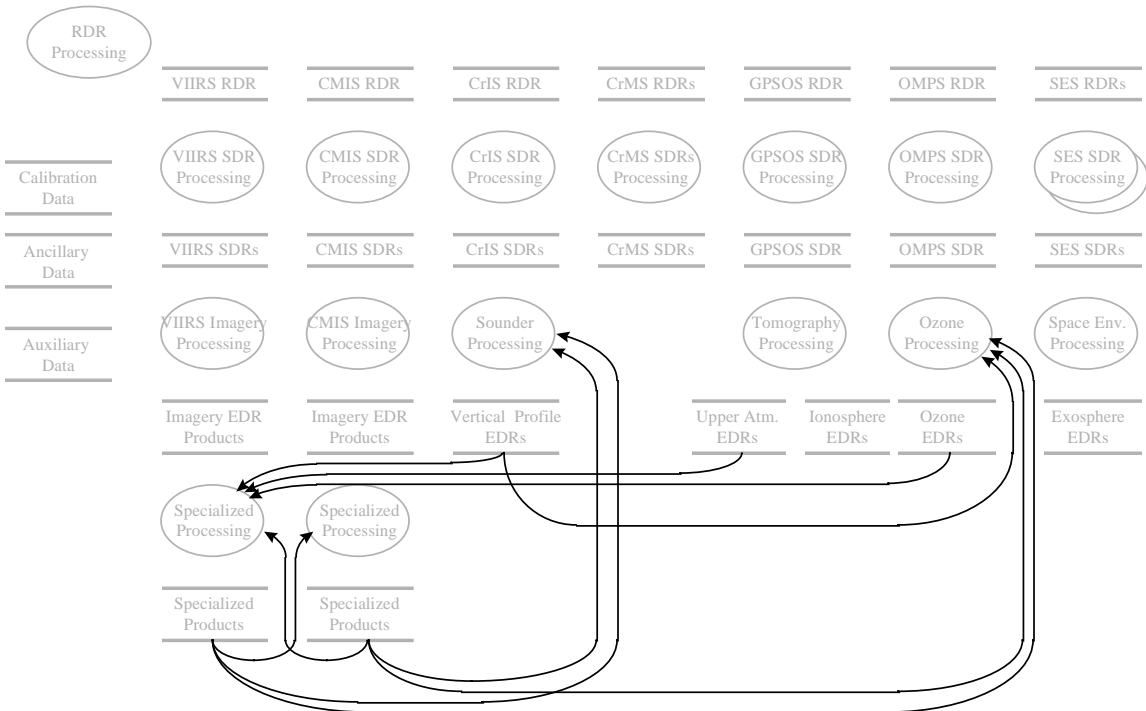 RDR
Processing
VIIRS RDR
CMIS RDR
CrIS RDR
CrMS RDRs
GPSOS RDR
OMPS RDR
SES RDRs
VIIRS SDR
Processing
CMIS SDR
Processing
CrIS SDR
Processing
CrMS SDRs
Processing
GPSOS SDR
Processing
OMPS SDR
Processing
SES SDR
Processing
Calibration
Data
Ancillary
Data
VIIRS SDRs
CMIS SDRs
CrIS SDRs
CrMS SDRs
GPSOS SDR
OMPS SDR
SES SDRs
Auxiliary
Data
VIIRS Imagery
Processing
CMIS Imagery
Processing
Sounder
Processing
Tomography
Processing
Ozone
Processing
Space Env.
Processing
Imagery EDR
Products
Imagery EDR
Products
Vertical Profile
EDRs
Upper Atm.
EDRs
Ionosphere
EDRs
Ozone
EDRs
Exosphere
EDRs
Specialized
Processing
Specialized
Processing
Specialized
Products
Specialized
Products